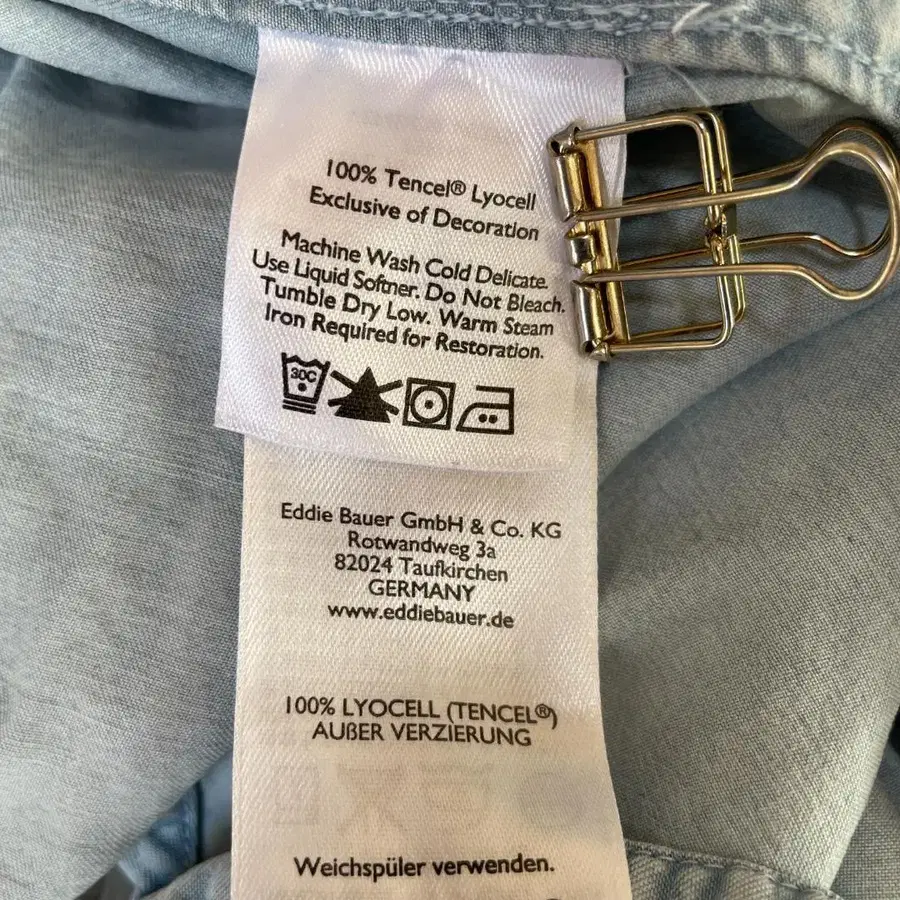 100% Tencel® Lyocell
Exclusive of Decoration
Machine Wash Cold Delicate.
Use Liquid Softner. Do Not Bleach.
Tumble Dry Low. Warm Steam
Iron Required for Restoration.
30C
Eddie Bauer GmbH & Co. KG
Rotwandweg 3a
82024 Taufkirchen
GERMANY
www.eddiebauer.de
100% LYOCELL (TENCEL®)
AUßER VERZIERUNG
Weichspüler verwenden.